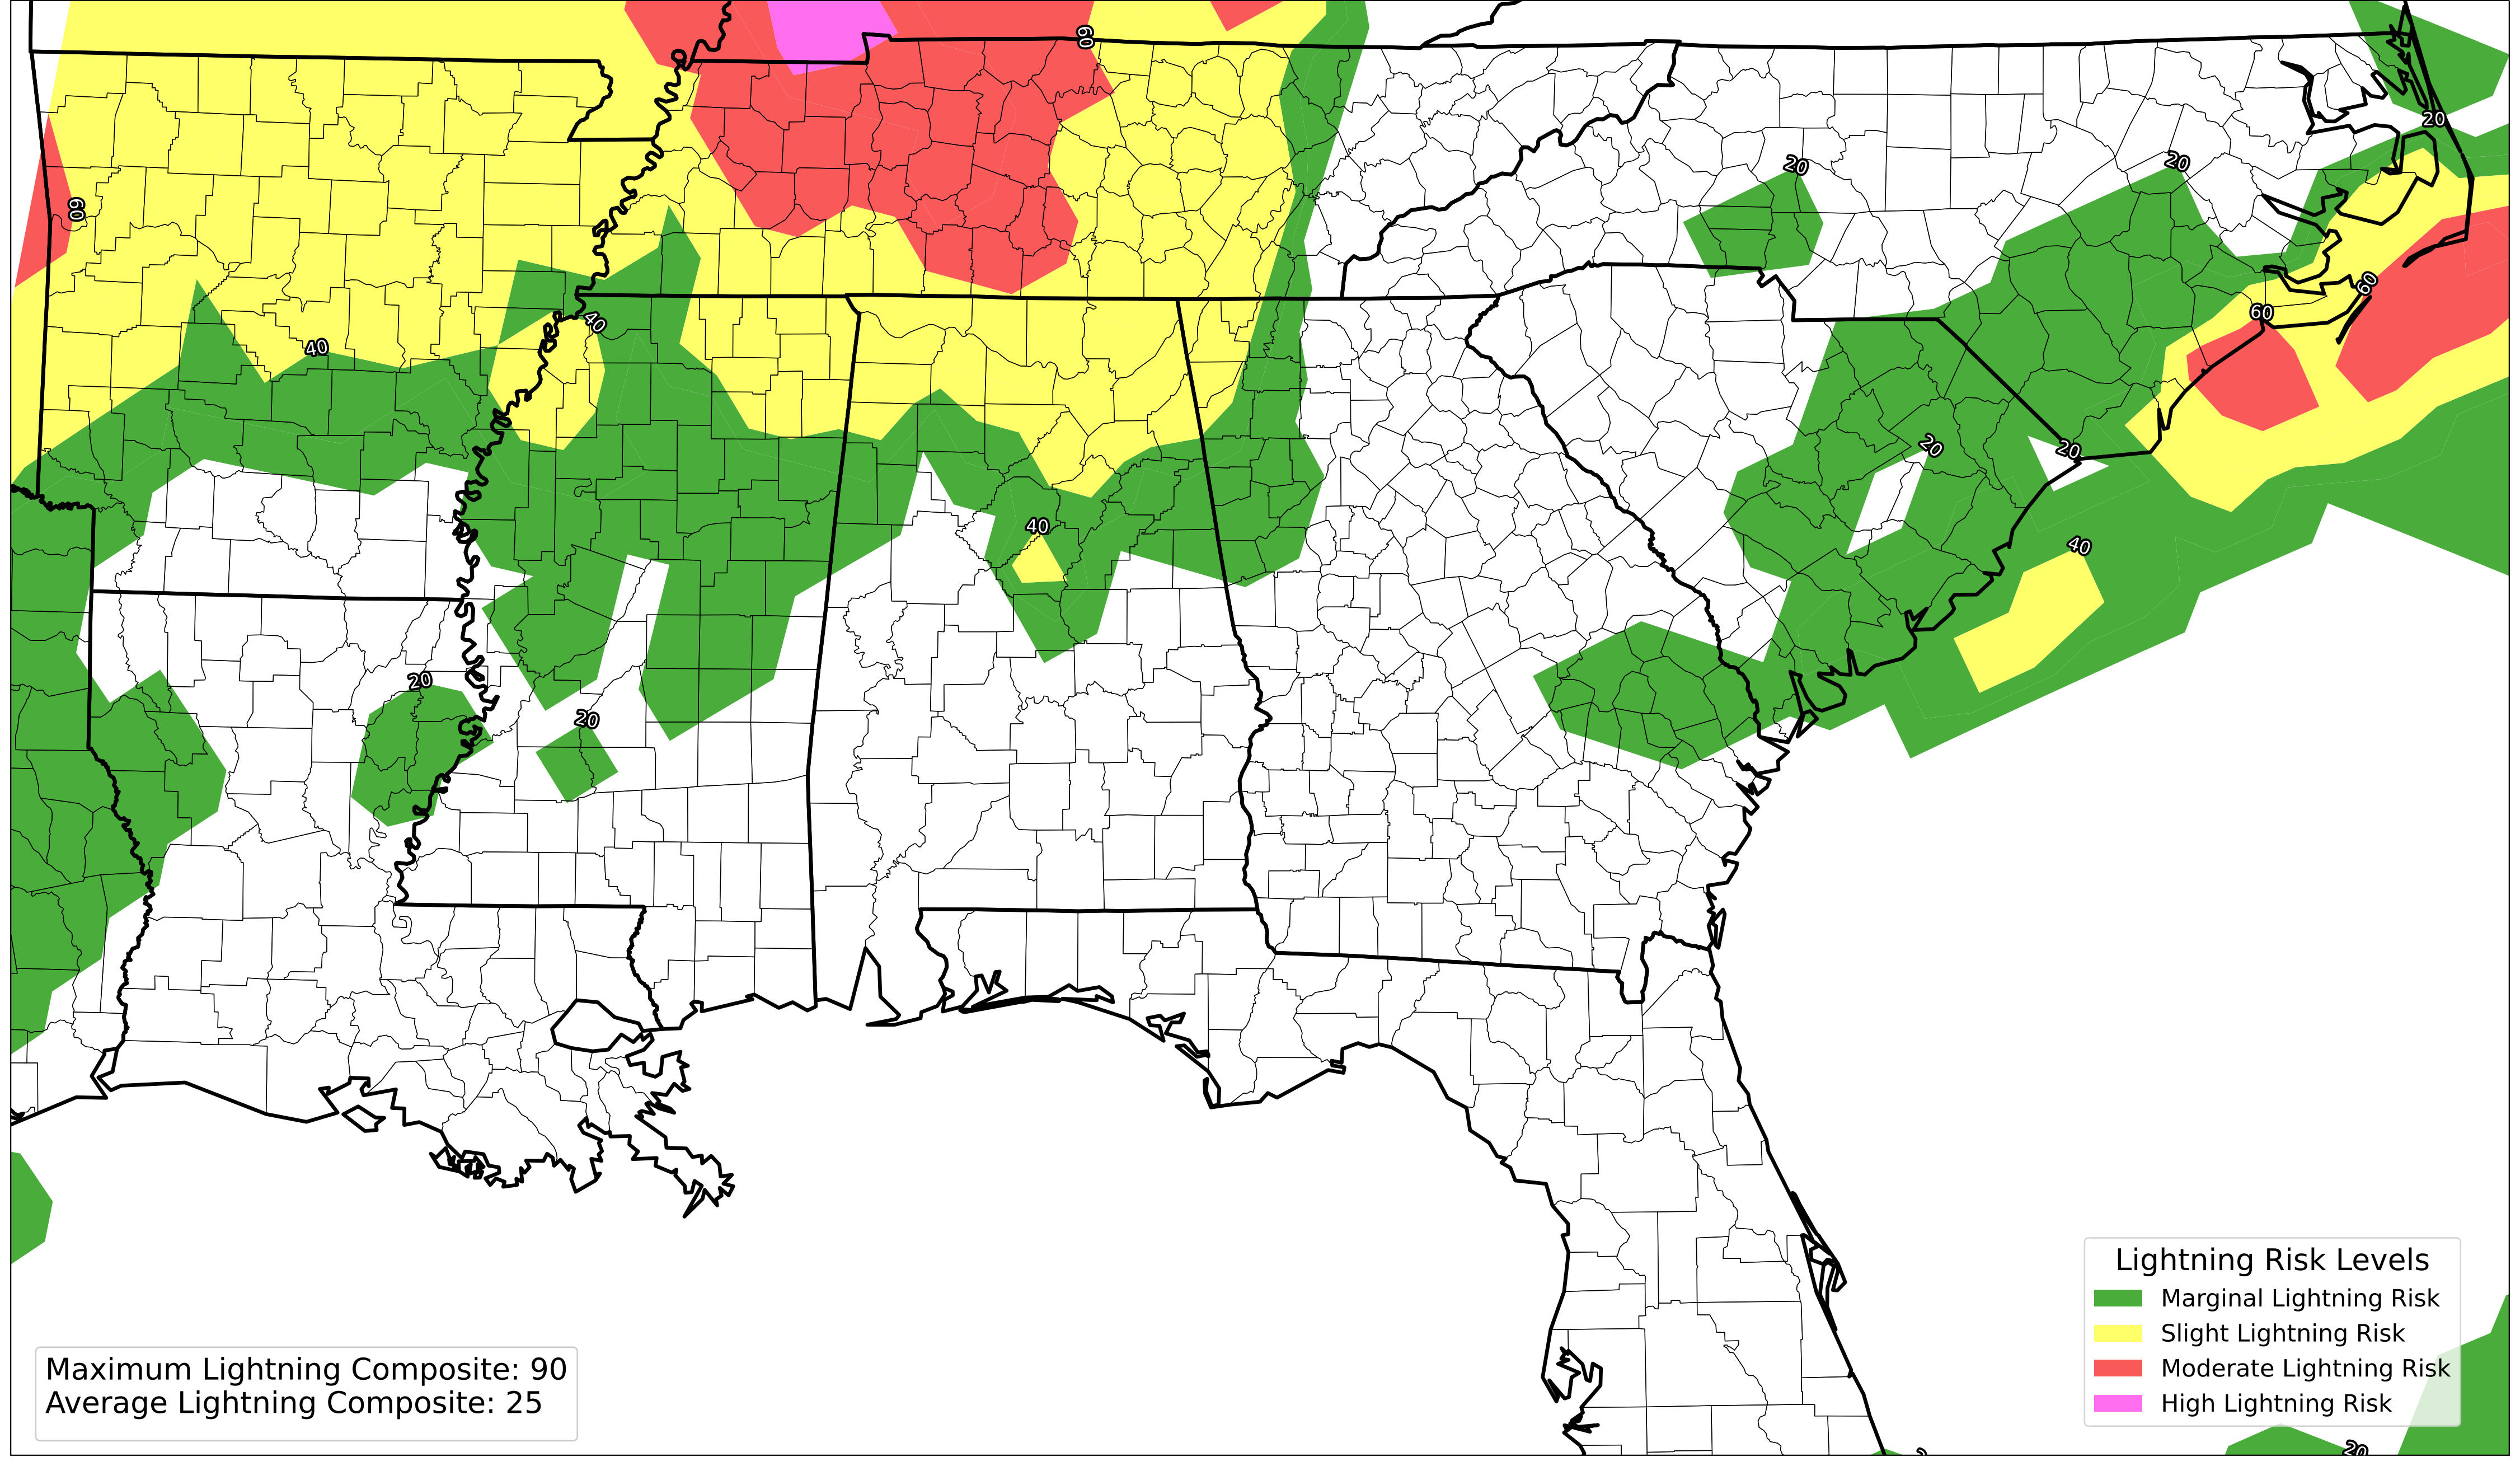 60
20
20
20
60
60
60
40
40
20
20
40
40
20
20
Lightning Risk Levels
Marginal Lightning Risk
Slight Lightning Risk
Moderate Lightning Risk
High Lightning Risk
Maximum Lightning Composite: 90
Average Lightning Composite: 25
20